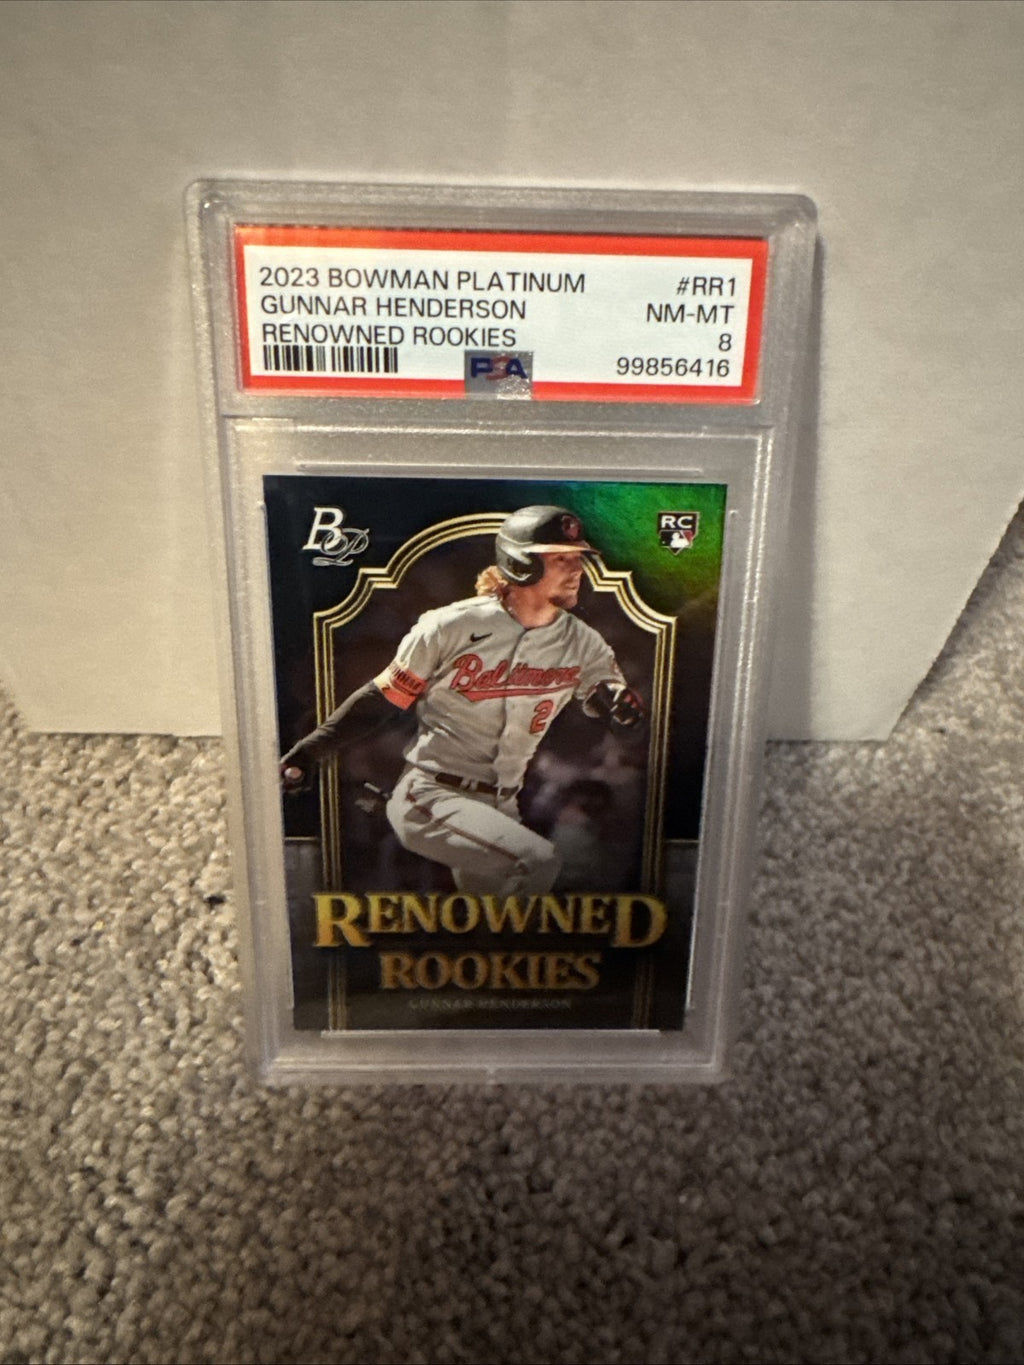 2023 BOWMAN PLATINUM #RR1
GUNNAR HENDERSON NM-MT
RENOWNED ROOKIES 8
PSA 99856416
BP
RC
Baltimore
2
RENOWNED
ROOKIES
GUNNAR HENDERSON